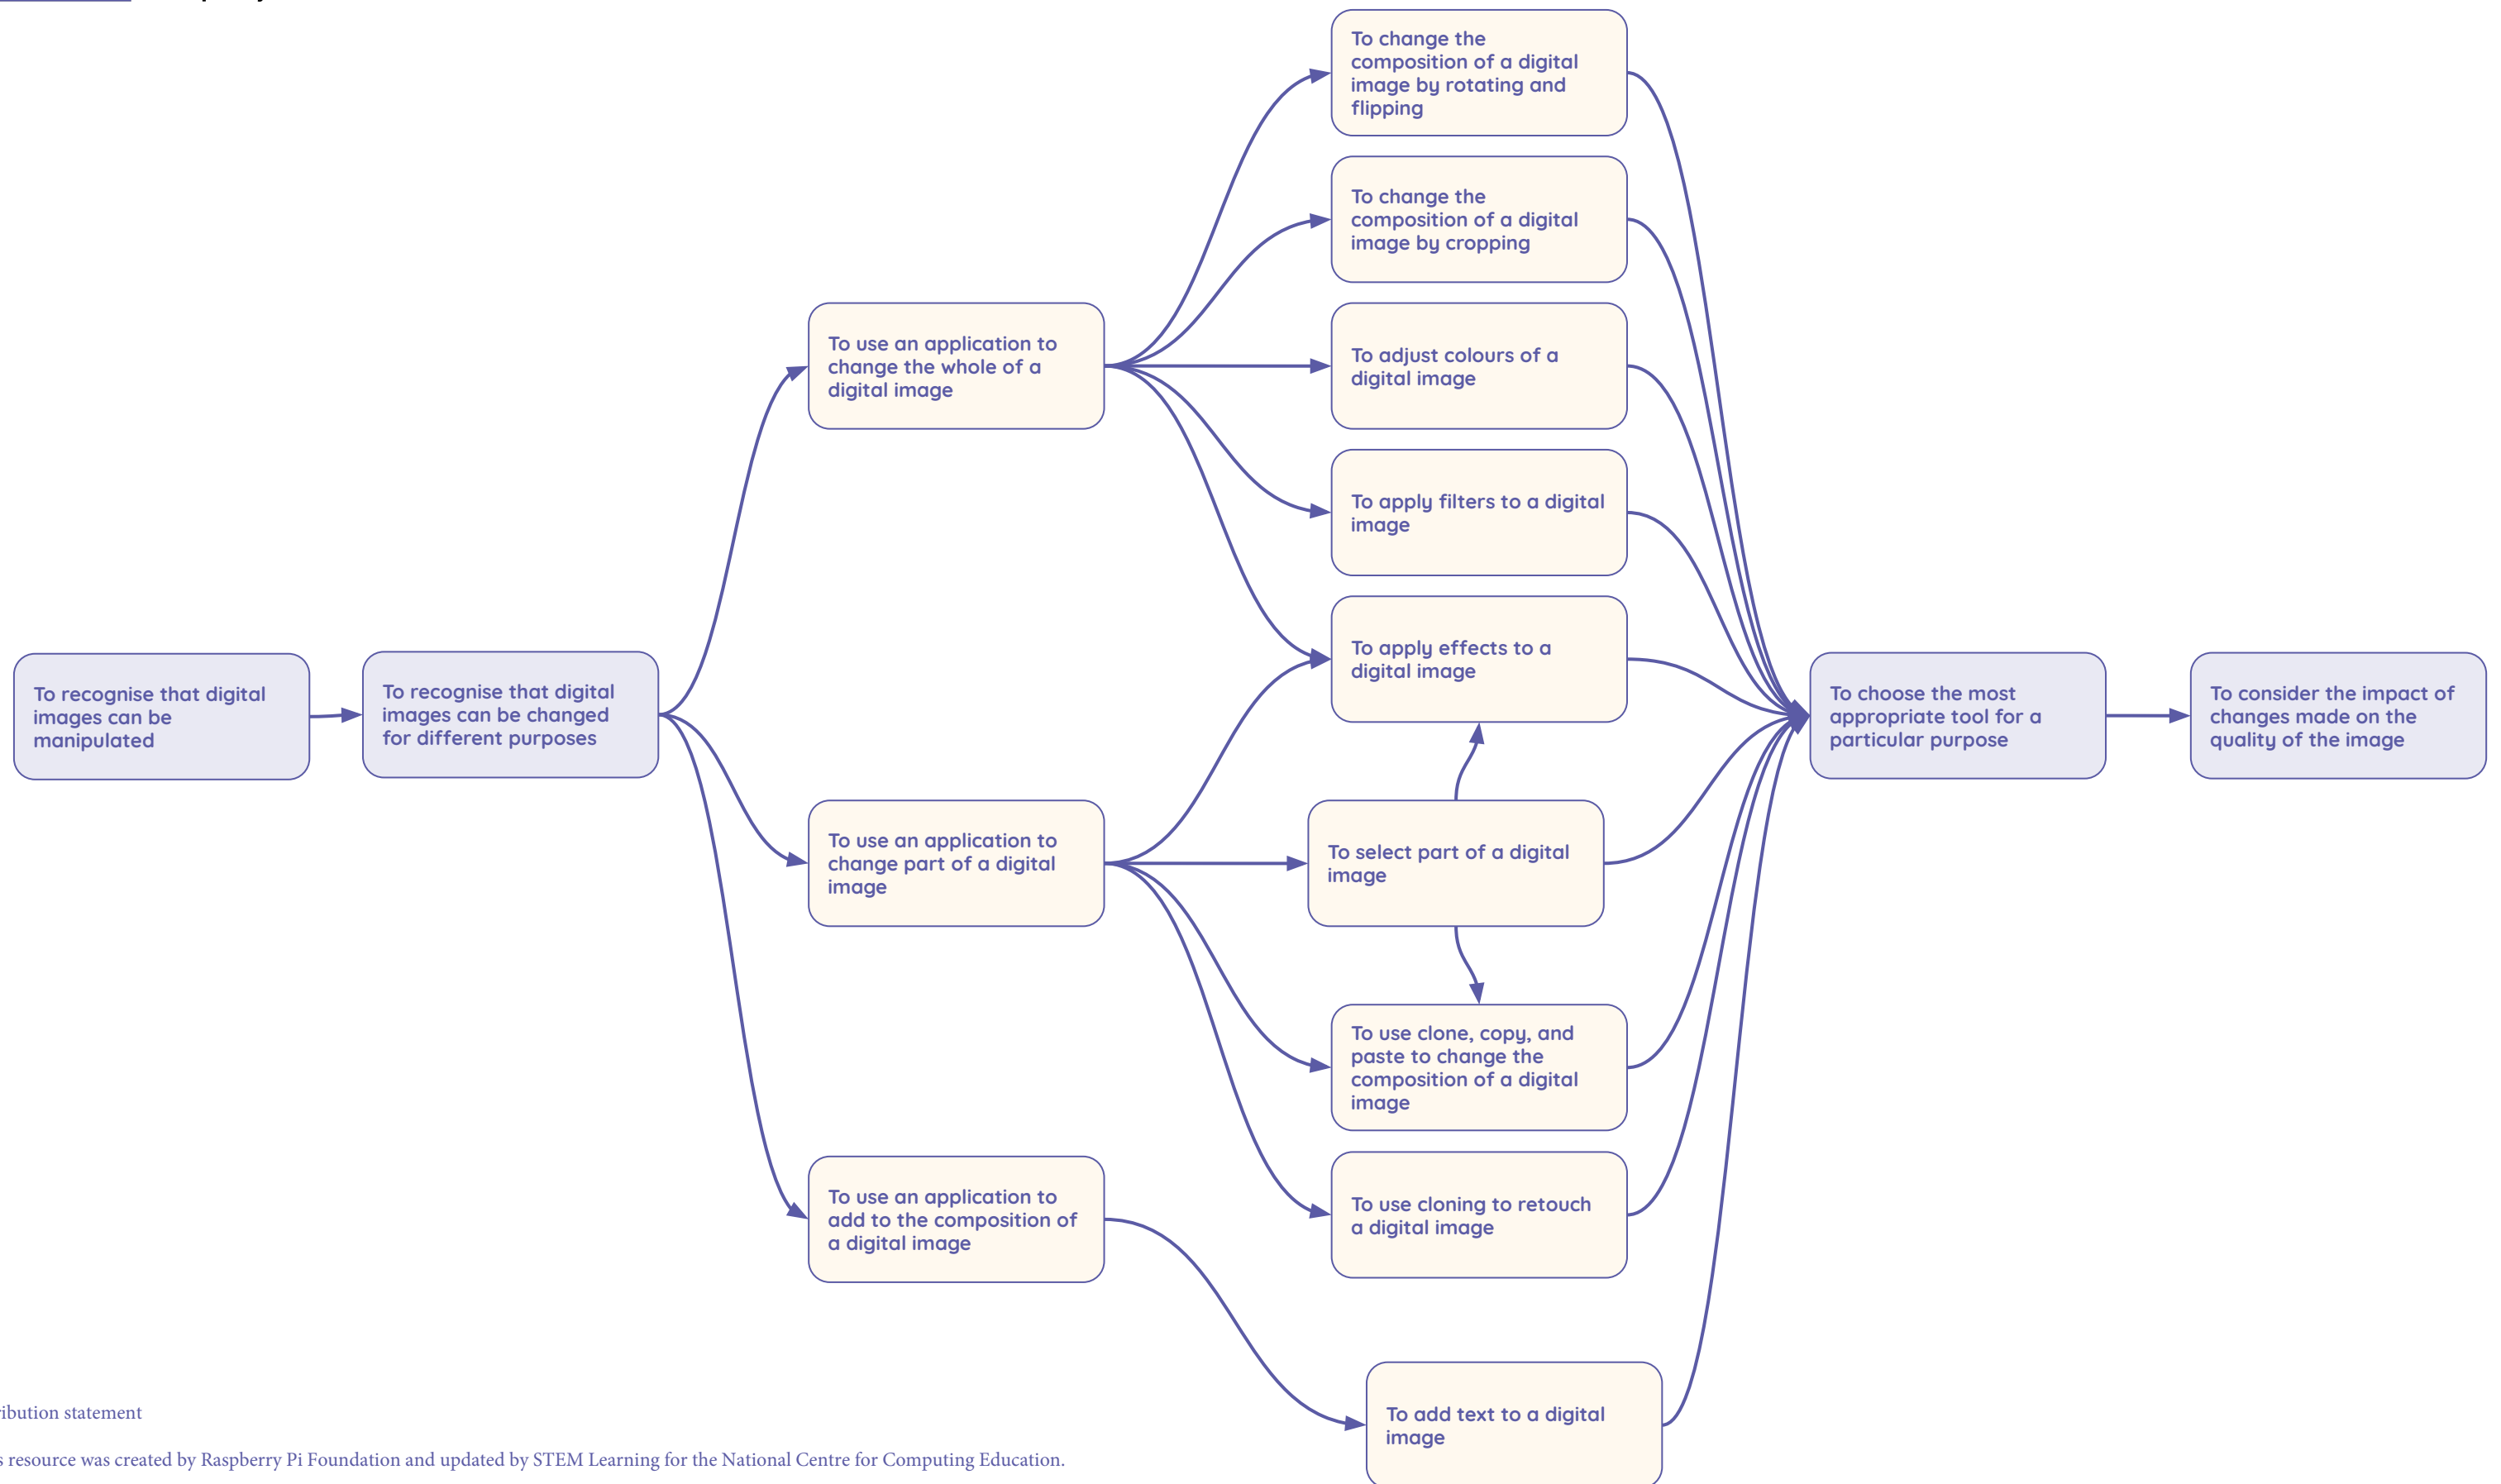 To change the
composition of a digital
image by rotating and
flipping
To change the
composition of a digital
image by cropping
To use an application to
change the whole of a
digital image
To adjust colours of a
digital image
To apply filters to a digital
image
To apply effects to a
digital image
To recognise that digital
images can be
manipulated
To recognise that digital
images can be changed
for different purposes
To choose the most
appropriate tool for a
particular purpose
To consider the impact of
changes made on the
quality of the image
To use an application to
change part of a digital
image
To select part of a digital
image
To use clone, copy, and
paste to change the
composition of a digital
image
To use an application to
add to the composition of
a digital image
To use cloning to retouch
a digital image
To add text to a digital
image
ribution statement
s resource was created by Raspberry Pi Foundation and updated by STEM Learning for the National Centre for Computing Education.